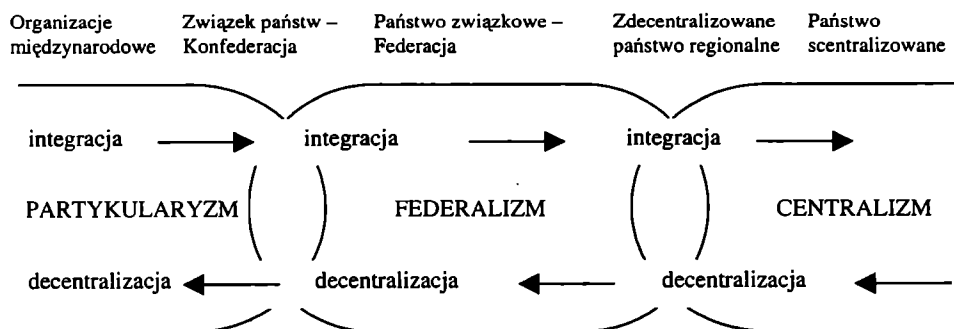 Organizacje międzynarodowe
Związek państw –
Konfederacja
Państwo związkowe –
Federacja
Zdecentralizowane
państwo regionalne
Państwo
scentralizowane
integracja
integracja
integracja
PARTYKULARYZM
FEDERALIZM
CENTRALIZM
decentralizacja
decentralizacja
decentralizacja